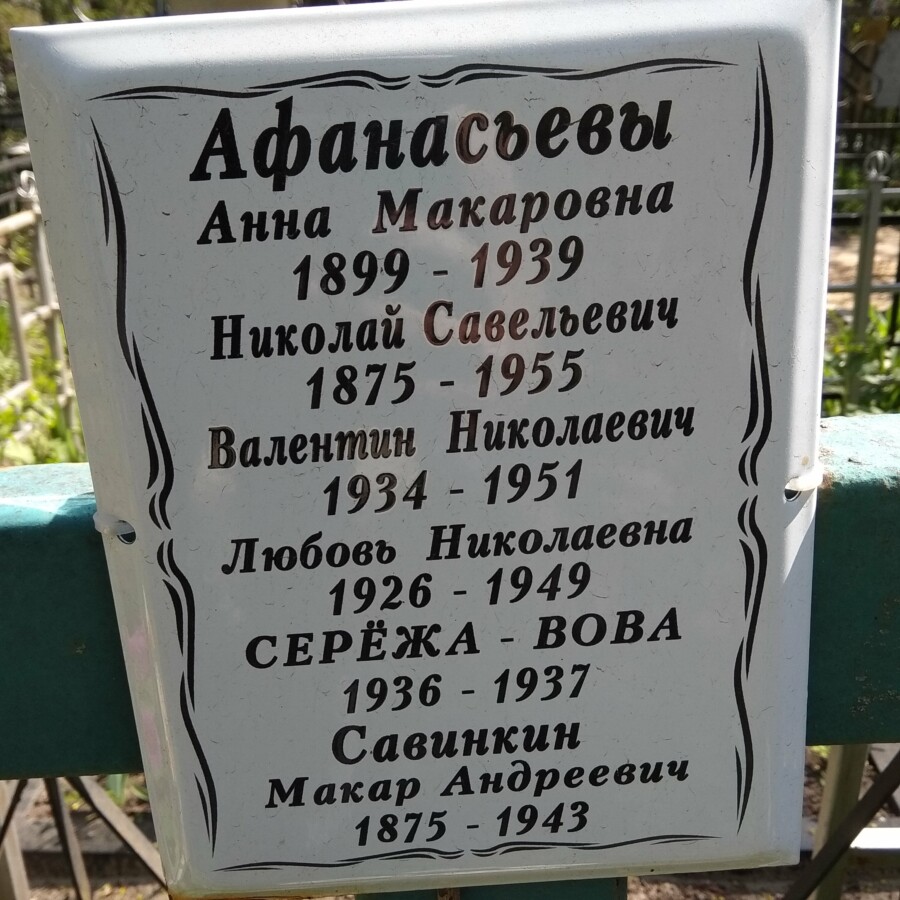 Афанасьевы
Анна Макаровна
1899 - 1939
Николай Савельевич
1875 - 1955
Валентин Николаевич
1934 - 1951
Любовь Николаевна
1926 - 1949
СЕРЁЖА - ВОВА
1936 - 1937
Савинкин
Макар Андреевич
1875 - 1943